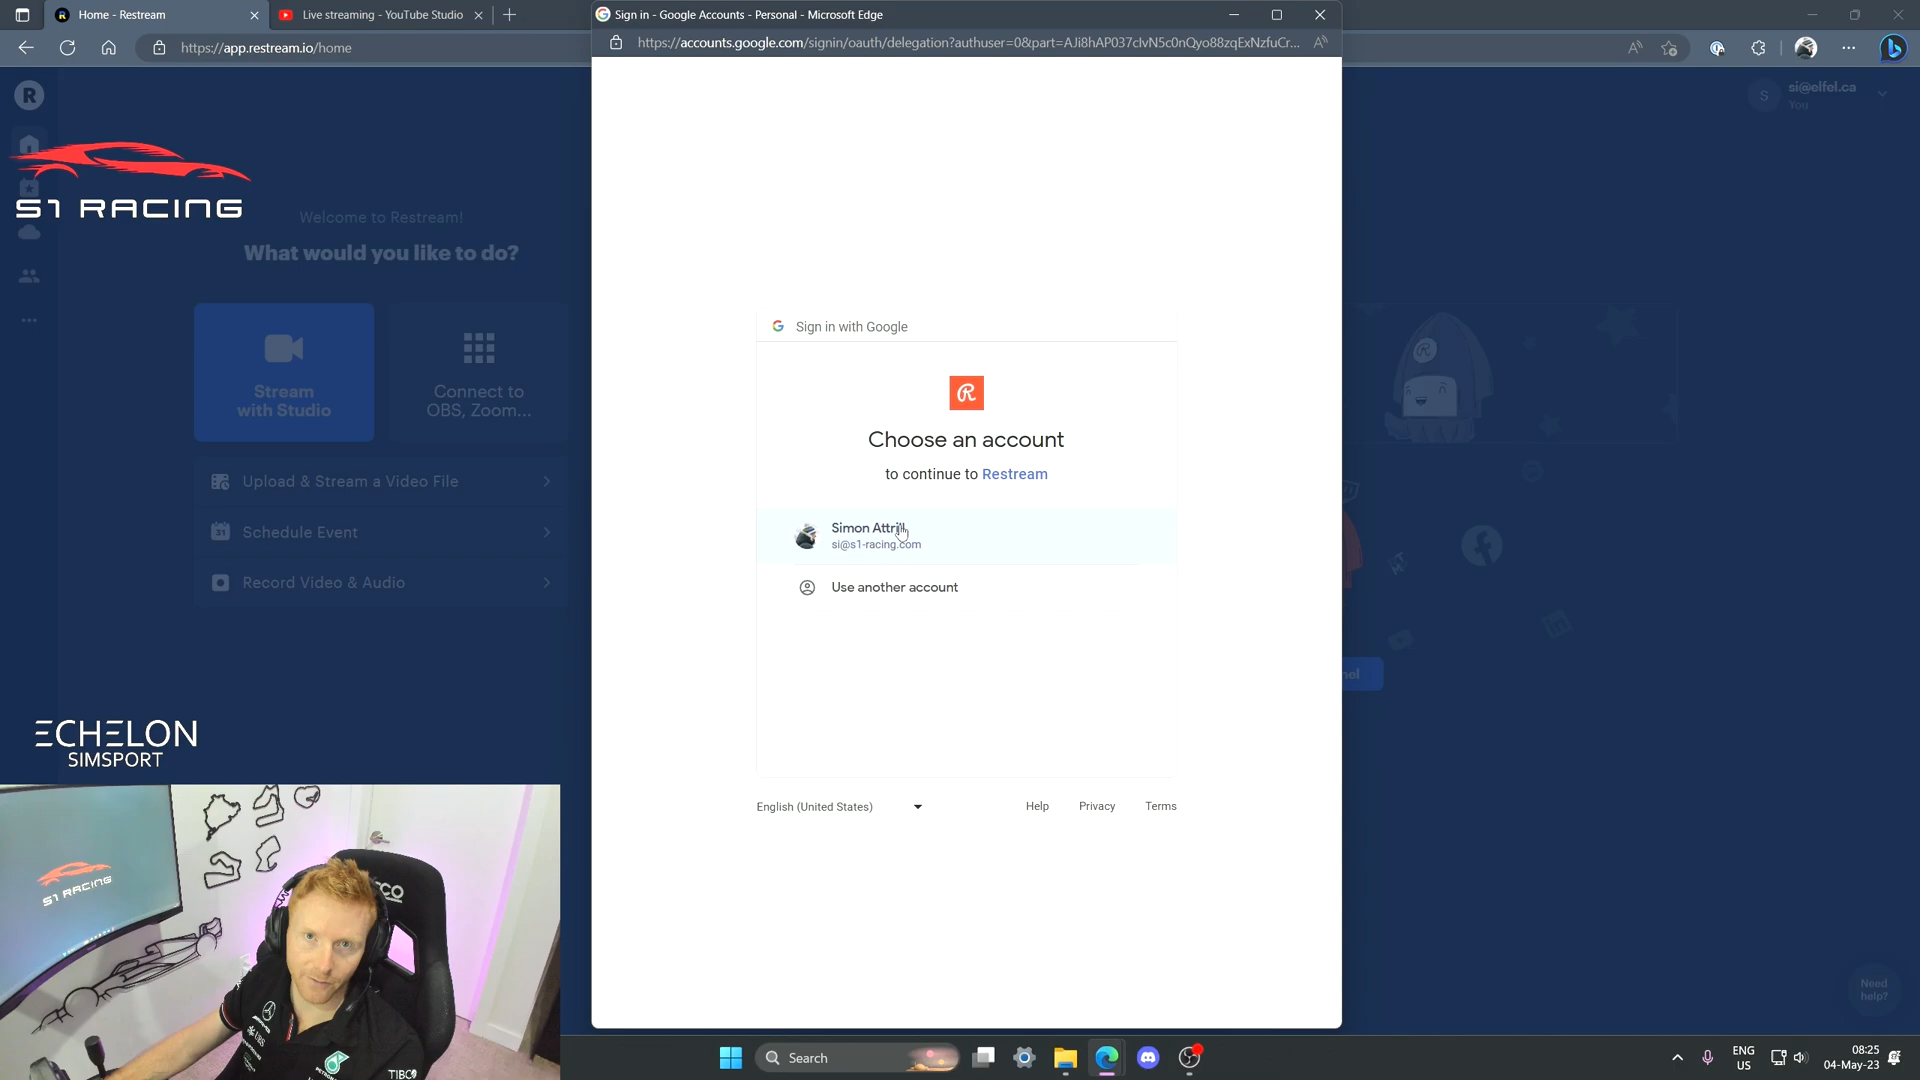 Home - Restream
Live streaming - YouTube Studio
Sign in - Google Accounts - Personal - Microsoft Edge
https://app.restream.io/home
https://accounts.google.com/signin/oauth/delegation?authuser=0&part=AJi8hAP037clvN5c0nQyo88zqExNzfuCr...
si@elfel.ca
You
S
R
S1 RACING
Welcome to Restream!
What would you like to do?
Stream
with Studio
Connect to
OBS, Zoom...
Upload & Stream a Video File
Schedule Event
Record Video & Audio
Sign in with Google
Choose an account
to continue to Restream
Simon Attrill
si@s1-racing.com
Use another account
English (United States)
Help
Privacy
Terms
ECHELON
SIMSPORT
S1 RACING
UBS
TIBCO
Need
help?
Search
ENG
US
08:25
04-May-23